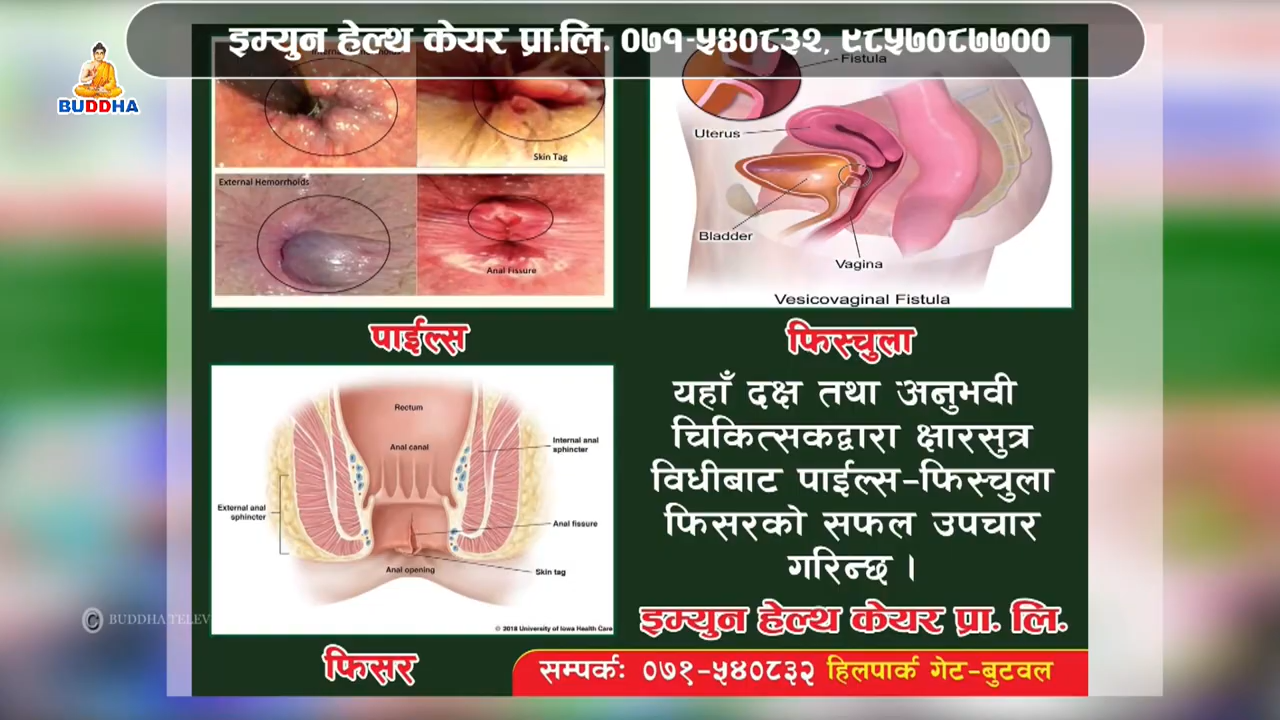 इम्युन हेल्थ केयर प्रा.लि. ०७१-५४०८३२, ९८५७०८७७००
BUDDHA
Fistula
Uterus
Skin Tag
External Hemorrhoids
Bladder
Anal Fissure
Vagina
Vesicovaginal Fistula
पाईल्स
फिस्चुला
यहाँ दक्ष तथा अनुभवी
चिकित्सकद्वारा क्षारसुत्र
विधीबाट पाईल्स-फिस्चुला
फिसरको सफल उपचार
गरिन्छ ।
Rectum
Anal canal
Internal anal
sphincter
External anal
sphincter
Anal fissure
Anal opening
Skin tag
© 2018 University of Iowa Health Care
© BUDDHA TELEV
इम्युन हेल्थ केयर प्रा. लि.
फिसर
सम्पर्कः ०७१-५४०८३२ हिलपार्क गेट-बुटवल